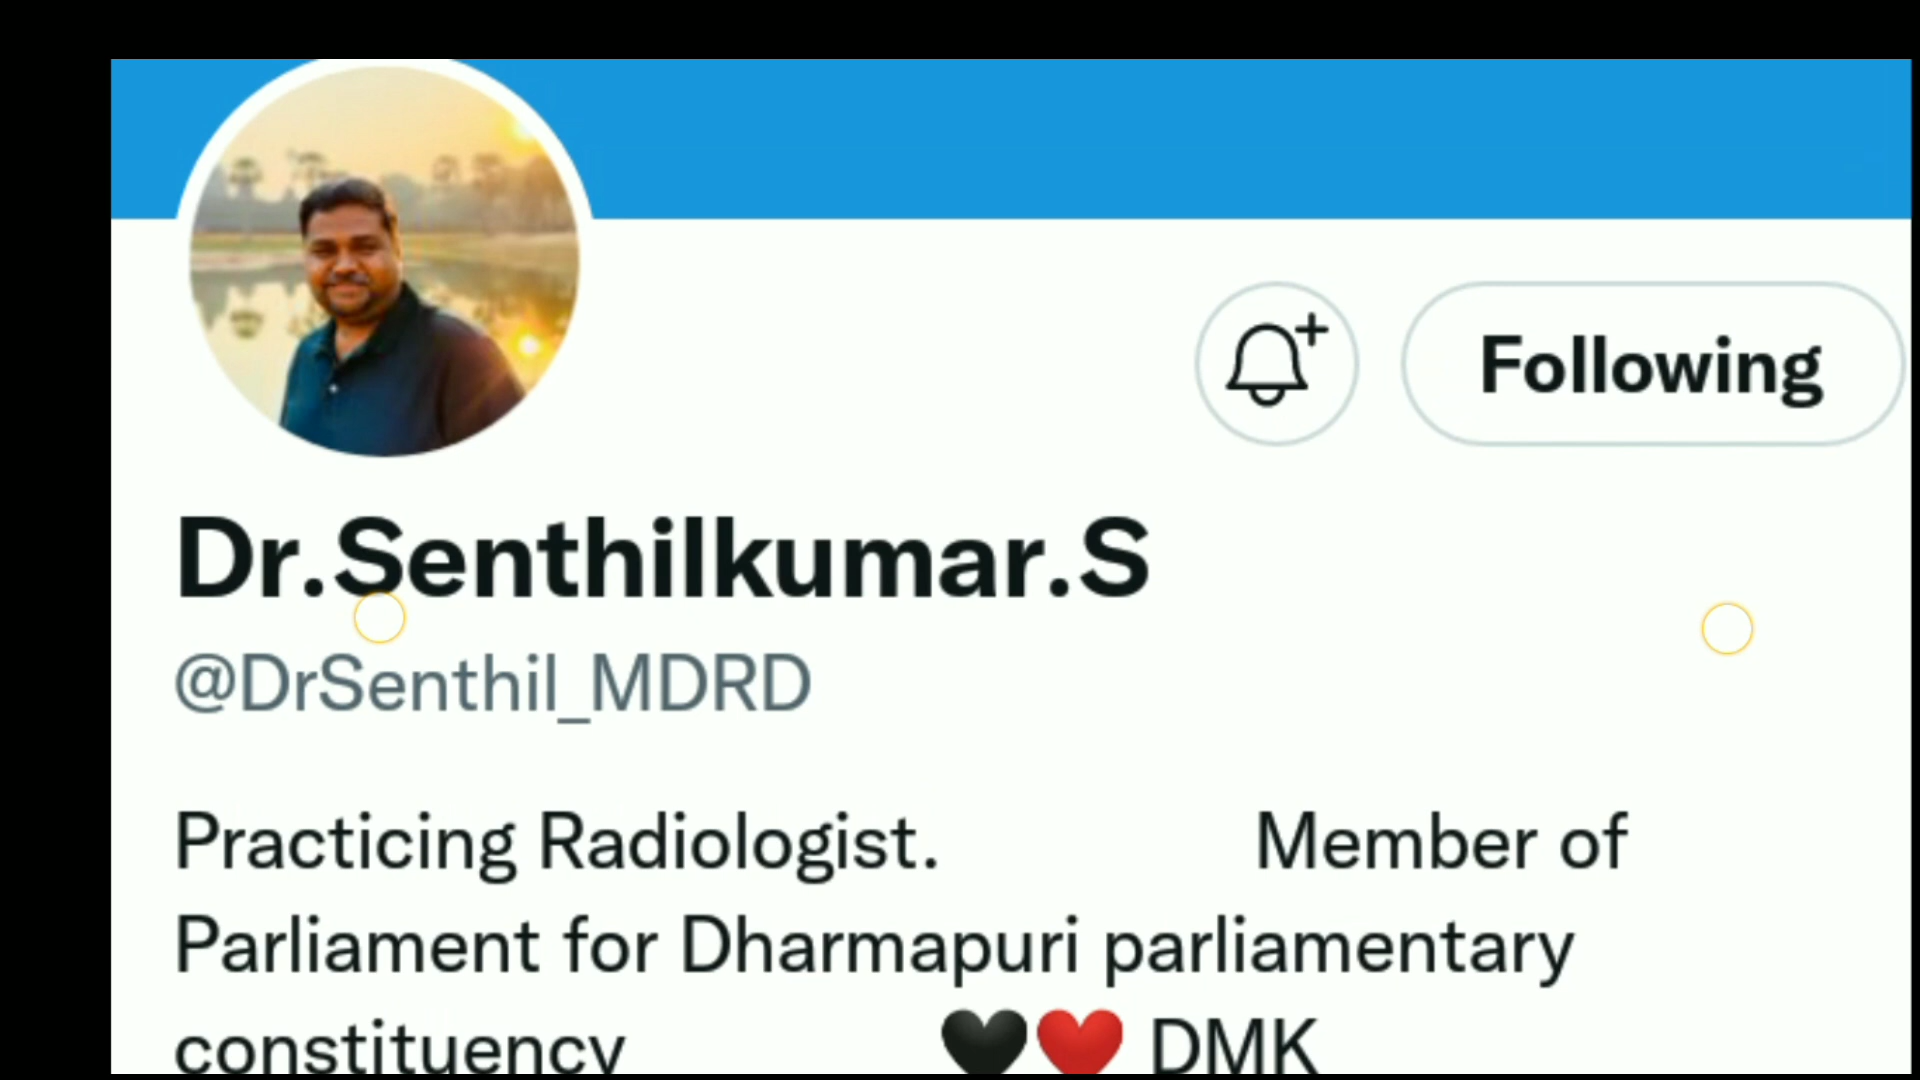 Following
Dr.Senthilkumar.S
@DrSenthil_MDRD
Practicing Radiologist. Member of
Parliament for Dharmapuri parliamentary
constituency 🖤❤️ DMK